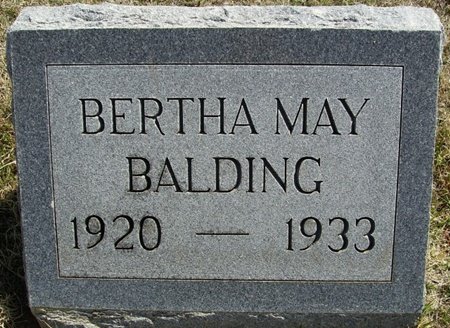 BERTHA MAY
BALDING
1920 — 1933